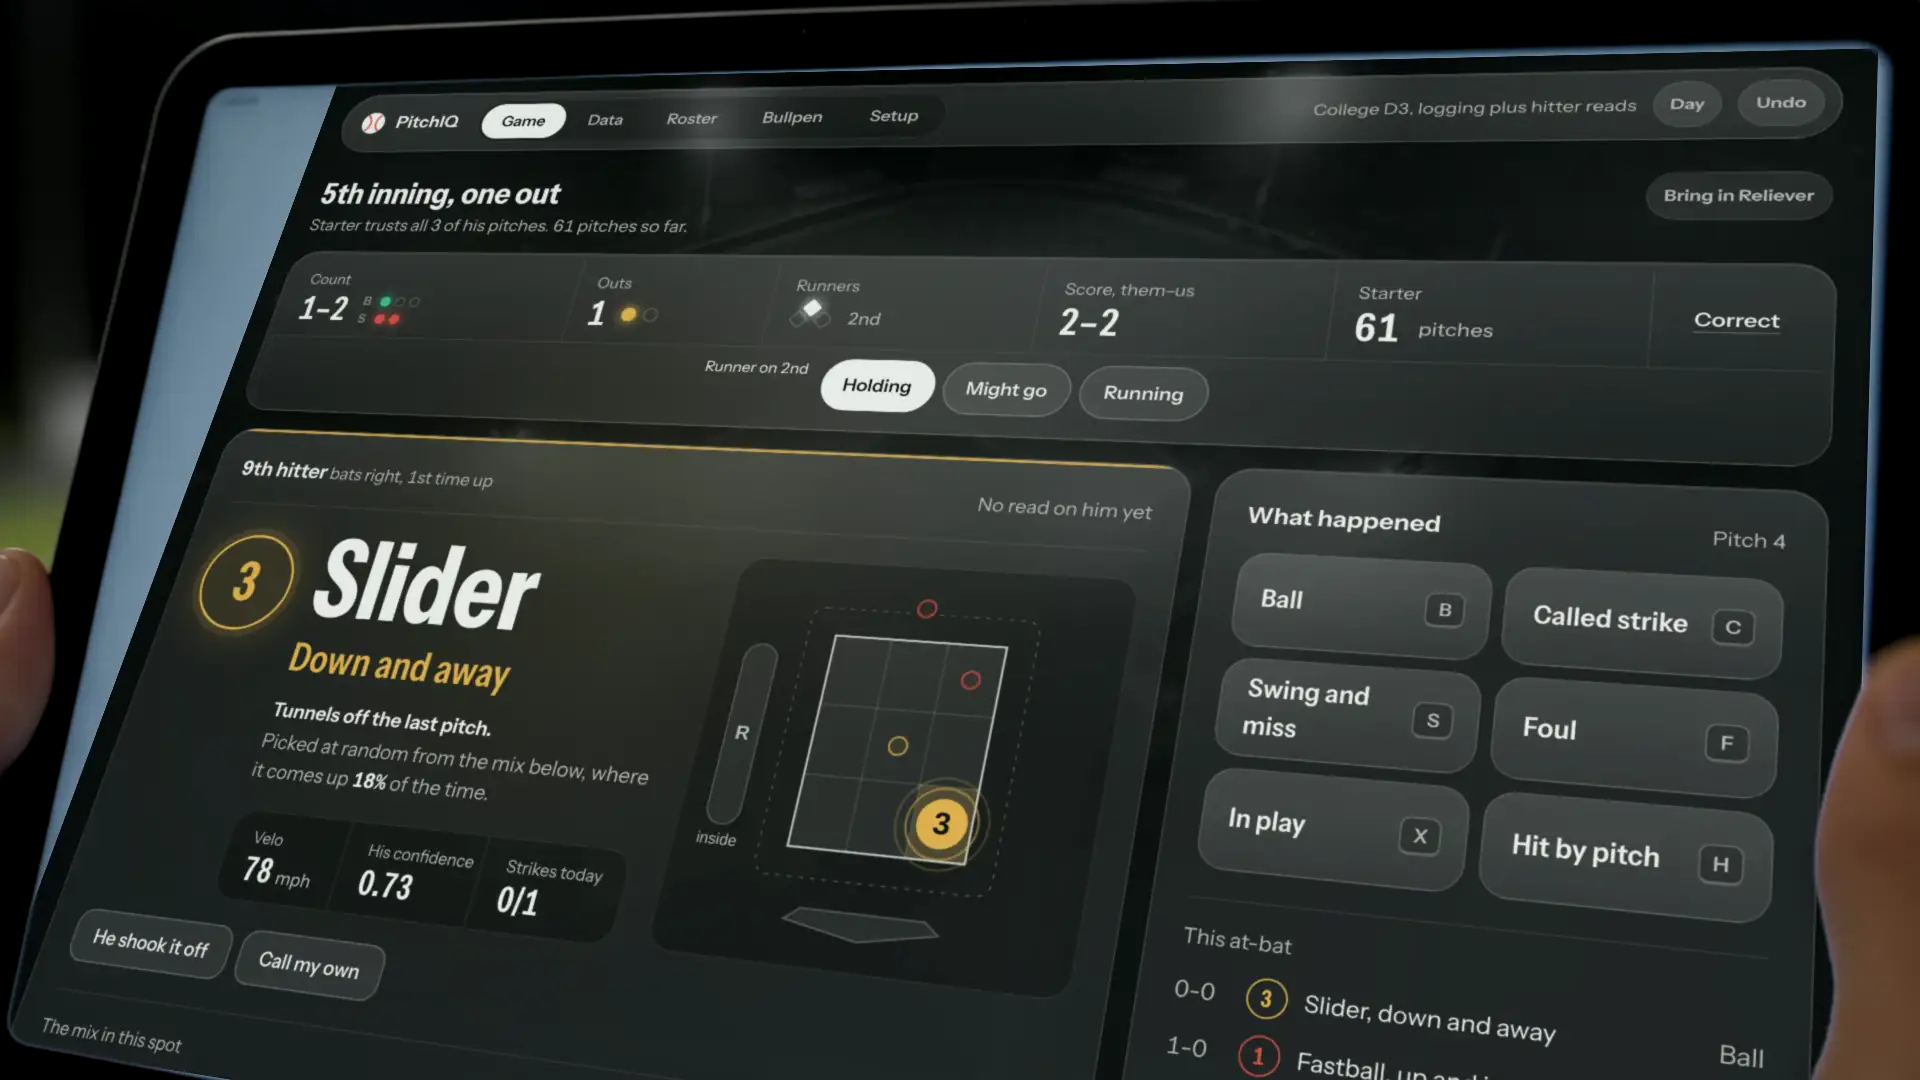 PitchIQ
Game
Data
Roster
Bullpen
Setup
College D3, logging plus hitter reads
Day
Undo
5th inning, one out
Starter trusts all 3 of his pitches. 61 pitches so far.
Bring in Reliever
Count
1–2
B
S
Outs
1
Runners
2nd
Score, them–us
2–2
Starter
61 pitches
Correct
Runner on 2nd
Holding
Might go
Running
9th hitter bats right, 1st time up
No read on him yet
3
Slider
Down and away
Tunnels off the last pitch.
Picked at random from the mix below, where
it comes up 18% of the time.
Velo
78 mph
His confidence
0.73
Strikes today
0/1
He shook it off
Call my own
The mix in this spot
R
inside
3
What happened
Pitch 4
Ball
B
Called strike
C
Swing and
miss
S
Foul
F
In play
X
Hit by pitch
H
This at-bat
0-0
3
Slider, down and away
Ball
1-0
1
Fastball, up and